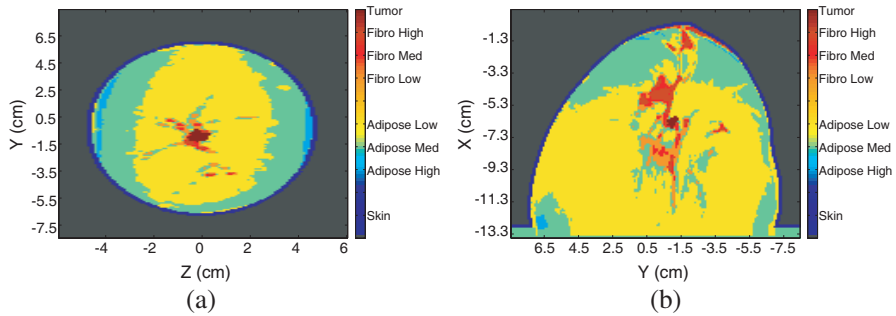 6.5
4.5
2.5
0.5
-1.5
-3.5
-5.5
-7.5
Y (cm)
-4 -2 0 2 4 6
Z (cm)
Tumor
Fibro High
Fibro Med
Fibro Low
Adipose Low
Adipose Med
Adipose High
Skin
(a)
-1.3
-3.3
-5.3
-7.3
-9.3
-11.3
-13.3
X (cm)
6.5 4.5 2.5 0.5 -1.5 -3.5 -5.5 -7.5
Y (cm)
Tumor
Fibro High
Fibro Med
Fibro Low
Adipose Low
Adipose Med
Adipose High
Skin
(b)